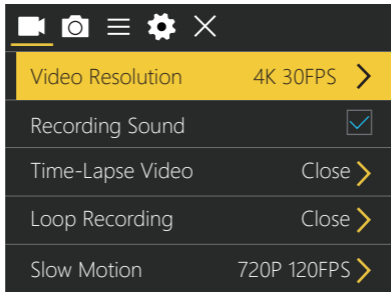 Video Resolution 4K 30FPS
Recording Sound
Time-Lapse Video Close
Loop Recording Close
Slow Motion 720P 120FPS